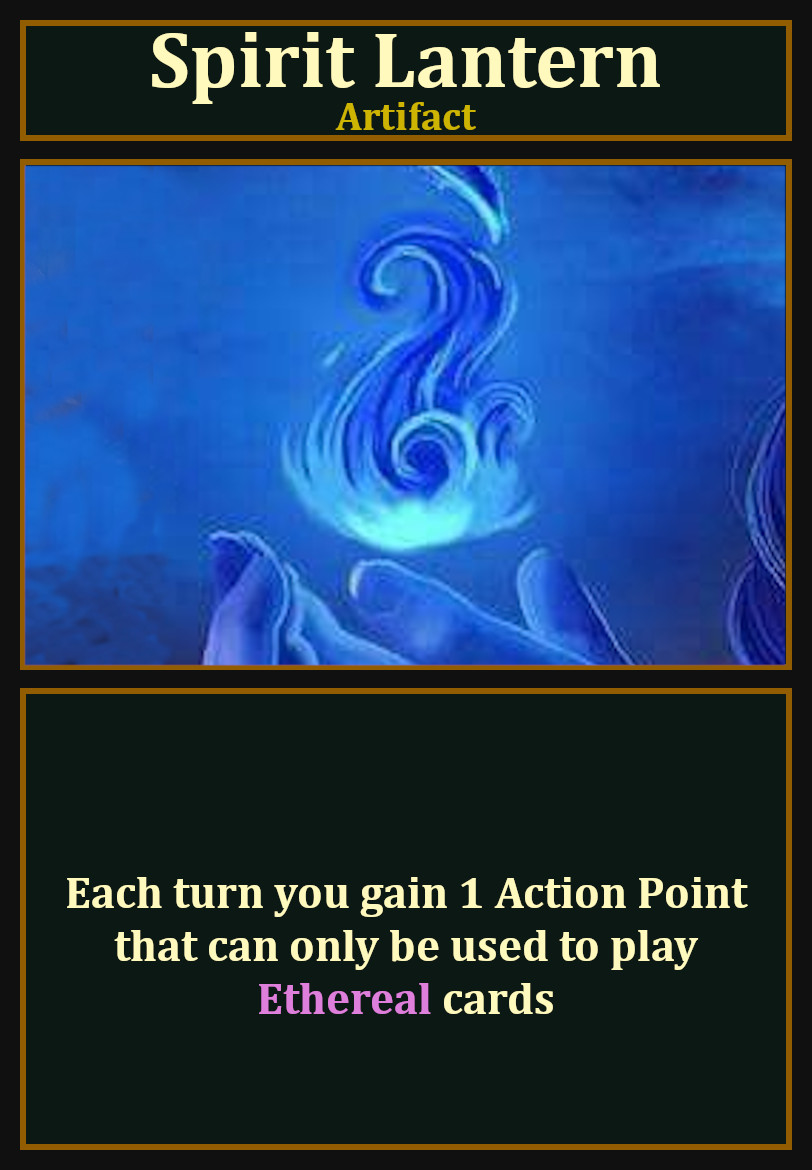 Spirit Lantern
Artifact
Each turn you gain 1 Action Point
that can only be used to play
Ethereal cards